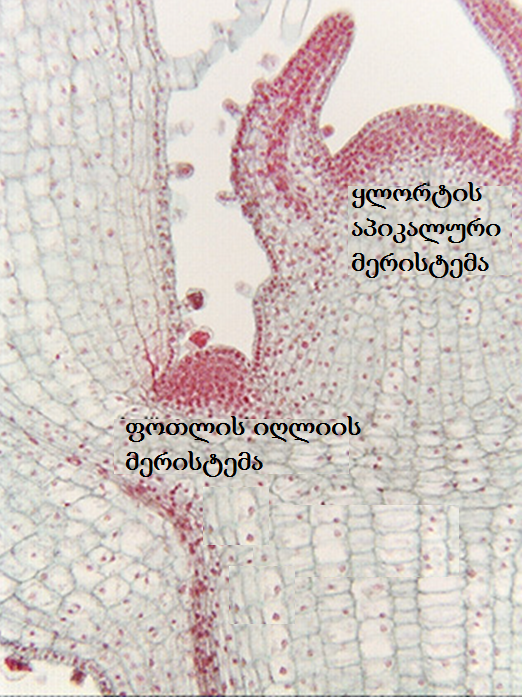 ყლორტის
აპიკალური
მერისტემა
ფოთლის იღლიის
მერისტემა